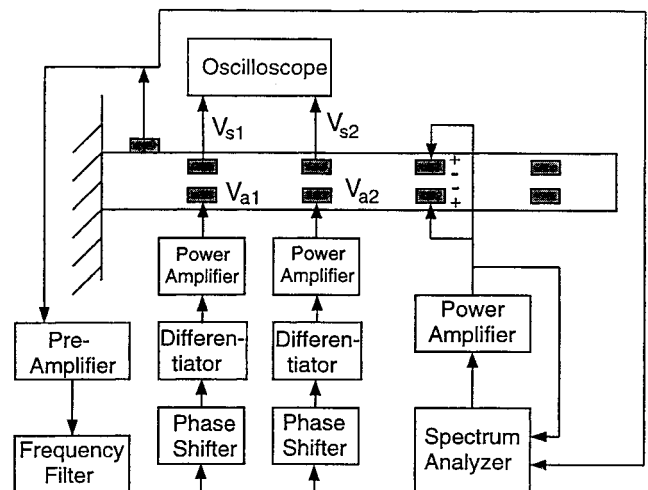 Oscilloscope
Vs1
Vs2
Va1
Va2
+
-
-
+
Power
Amplifier
Power
Amplifier
Power
Amplifier
Pre-
Amplifier
Differen-
tiator
Differen-
tiator
Frequency
Filter
Phase
Shifter
Phase
Shifter
Spectrum
Analyzer